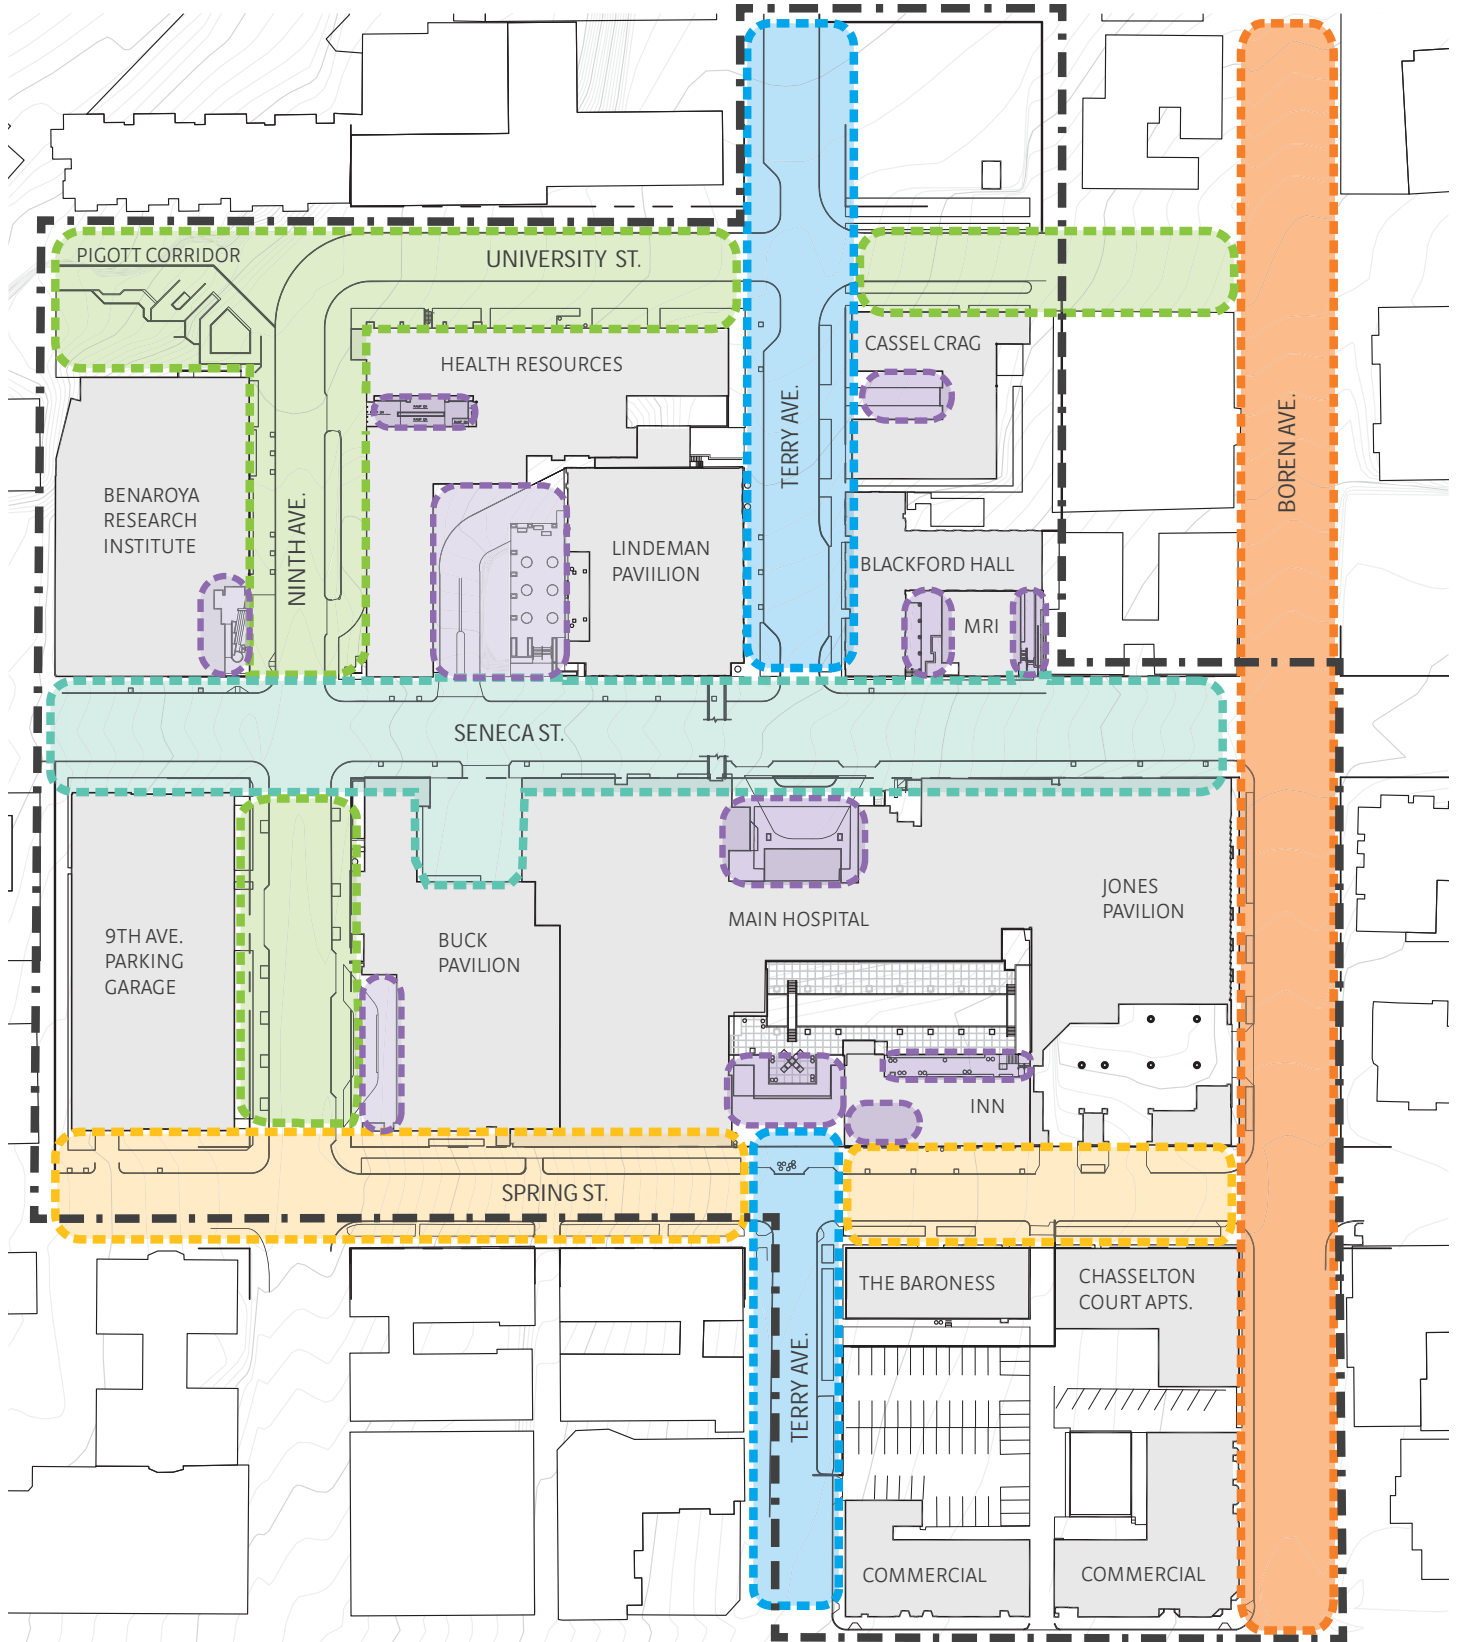 PIGOTT CORRIDOR
UNIVERSITY ST.
HEALTH RESOURCES
CASSEL CRAG
TERRY AVE.
BOREN AVE.
BENAROYA
RESEARCH
INSTITUTE
NINTH AVE.
LINDEMAN
PAVIILION
BLACKFORD HALL
MRI
SENECA ST.
JONES
PAVILION
MAIN HOSPITAL
9TH AVE.
PARKING
GARAGE
BUCK
PAVILION
INN
SPRING ST.
THE BARONESS
CHASSELTON
COURT APTS.
TERRY AVE.
COMMERCIAL
COMMERCIAL